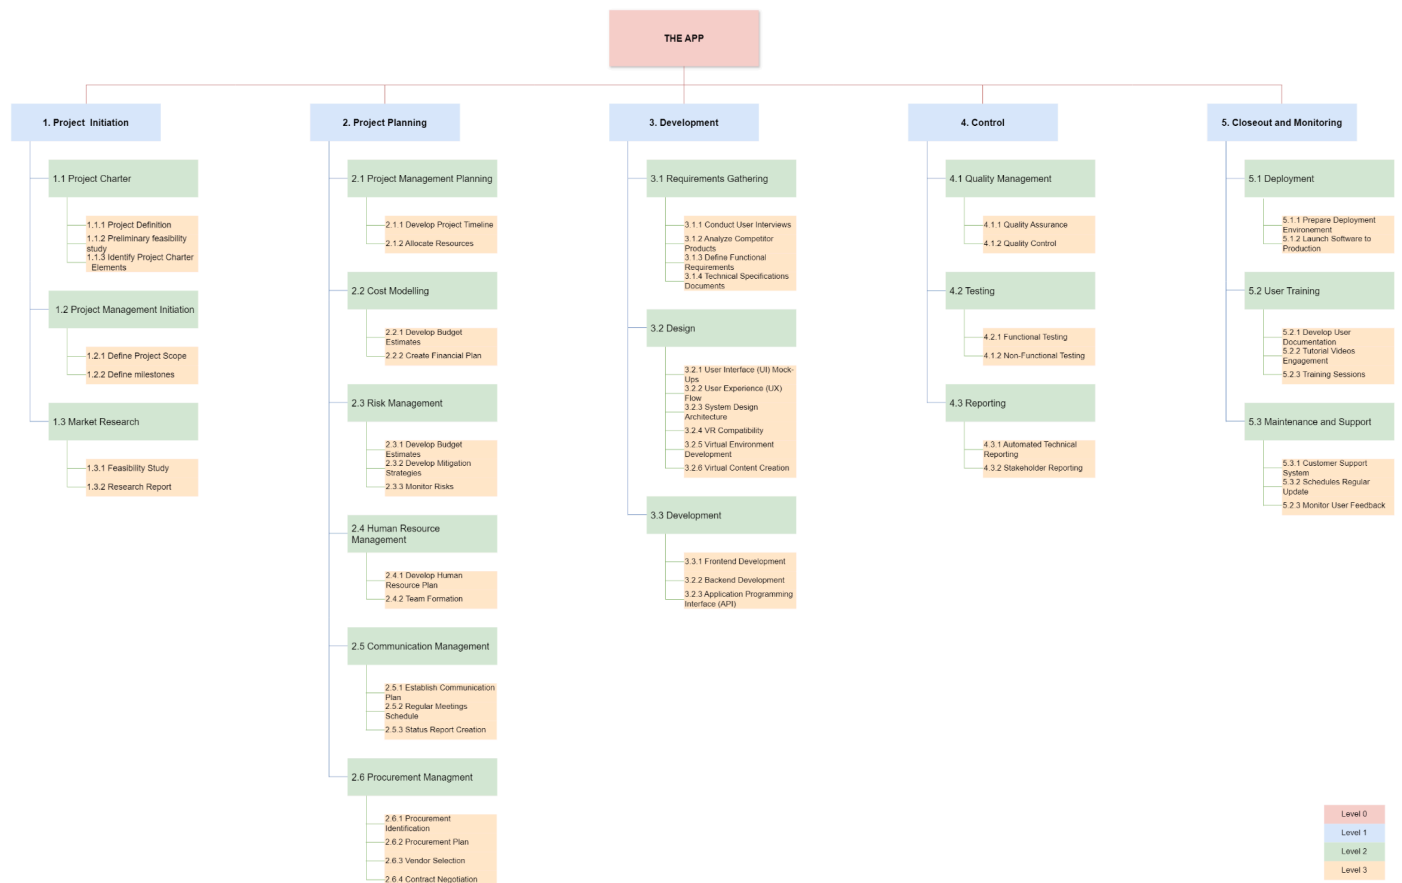 THE APP
1. Project Initiation
1.1 Project Charter
1.1.1 Project Definition
1.1.2 Preliminary feasibility
study
1.1.3 Identify Project Charter
Elements
1.2 Project Management Initiation
1.2.1 Define Project Scope
1.2.2 Define milestones
1.3 Market Research
1.3.1 Feasibility Study
1.3.2 Research Report
2. Project Planning
2.1 Project Management Planning
2.1.1 Develop Project Timeline
2.1.2 Allocate Resources
2.2 Cost Modelling
2.2.1 Develop Budget
Estimates
2.2.2 Create Financial Plan
2.3 Risk Management
2.3.1 Develop Budget
Estimates
2.3.2 Develop Mitigation
Strategies
2.3.3 Monitor Risks
2.4 Human Resource
Management
2.4.1 Develop Human
Resource Plan
2.4.2 Team Formation
2.5 Communication Management
2.5.1 Establish Communication
Plan
2.5.2 Regular Meetings
Schedule
2.5.3 Status Report Creation
2.6 Procurement Managment
2.6.1 Procurement
Identification
2.6.2 Procurement Plan
2.6.3 Vendor Selection
2.6.4 Contract Negotiation
3. Development
3.1 Requirements Gathering
3.1.1 Conduct User Interviews
3.1.2 Analyze Competitor
Products
3.1.3 Define Functional
Requirements
3.1.4 Technical Specifications
Documents
3.2 Design
3.2.1 User Interface (UI) Mock-
Ups
3.2.2 User Experience (UX)
Flow
3.2.3 System Design
Architecture
3.2.4 VR Compatibility
3.2.5 Virtual Environment
Development
3.2.6 Virtual Content Creation
3.3 Development
3.3.1 Frontend Development
3.2.2 Backend Development
3.2.3 Application Programming
Interface (API)
4. Control
4.1 Quality Management
4.1.1 Quality Assurance
4.1.2 Quality Control
4.2 Testing
4.2.1 Functional Testing
4.1.2 Non-Functional Testing
4.3 Reporting
4.3.1 Automated Technical
Reporting
4.3.2 Stakeholder Reporting
5. Closeout and Monitoring
5.1 Deployment
5.1.1 Prepare Deployment
Environement
5.1.2 Launch Software to
Production
5.2 User Training
5.2.1 Develop User
Documentation
5.2.2 Tutorial Videos
Engagement
5.2.3 Training Sessions
5.3 Maintenance and Support
5.3.1 Customer Support
System
5.3.2 Schedules Regular
Update
5.2.3 Monitor User Feedback
Level 0
Level 1
Level 2
Level 3